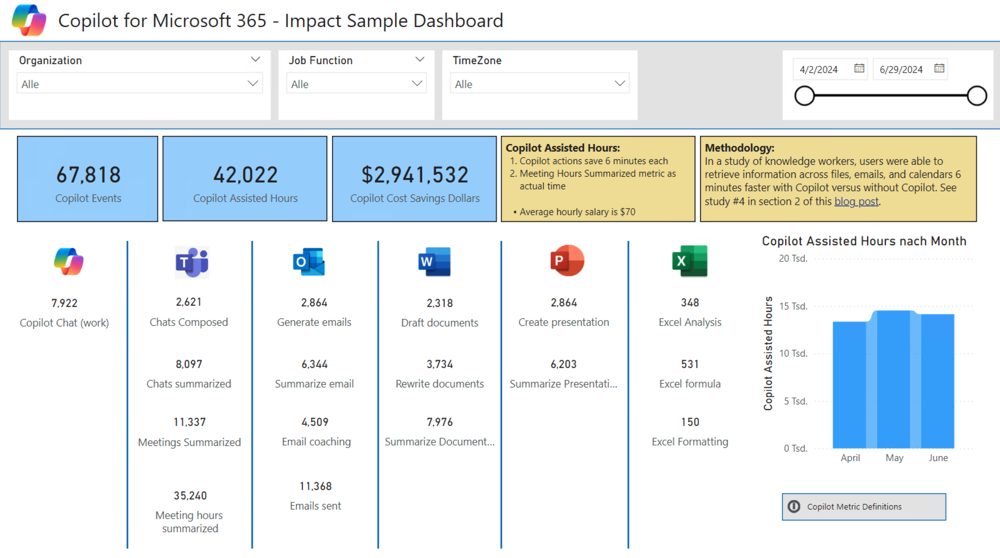 Copilot for Microsoft 365 - Impact Sample Dashboard
Organization
Alle
Job Function
Alle
TimeZone
Alle
4/2/2024
6/29/2024
67,818
Copilot Events
42,022
Copilot Assisted Hours
$2,941,532
Copilot Cost Savings Dollars
Copilot Assisted Hours:
1. Copilot actions save 6 minutes each
2. Meeting Hours Summarized metric as
actual time
• Average hourly salary is $70
Methodology:
In a study of knowledge workers, users were able to
retrieve information across files, emails, and calendars 6
minutes faster with Copilot versus without Copilot. See
study #4 in section 2 of this blog post.
7,922
Copilot Chat (work)
T
2,621
Chats Composed
8,097
Chats summarized
11,337
Meetings Summarized
35,240
Meeting hours
summarized
O
2,864
Generate emails
6,344
Summarize email
4,509
Email coaching
11,368
Emails sent
W
2,318
Draft documents
3,734
Rewrite documents
7,976
Summarize Document...
P
2,864
Create presentation
6,203
Summarize Presentati...
X
348
Excel Analysis
531
Excel formula
150
Excel Formatting
Copilot Assisted Hours nach Month
Copilot Assisted Hours
20 Tsd.
15 Tsd.
10 Tsd.
5 Tsd.
0 Tsd.
April
May
June
Copilot Metric Definitions